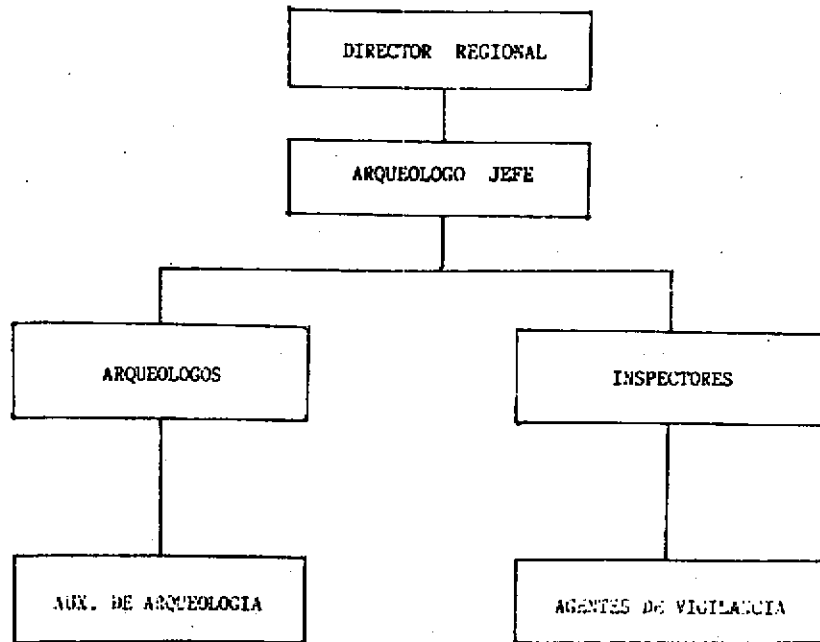 DIRECTOR REGIONAL
ARQUEOLOGO JEFE
ARQUEOLOGOS
INSPECTORES
AUX. DE ARQUEOLOGIA
AGENTES DE VIGILANCIA